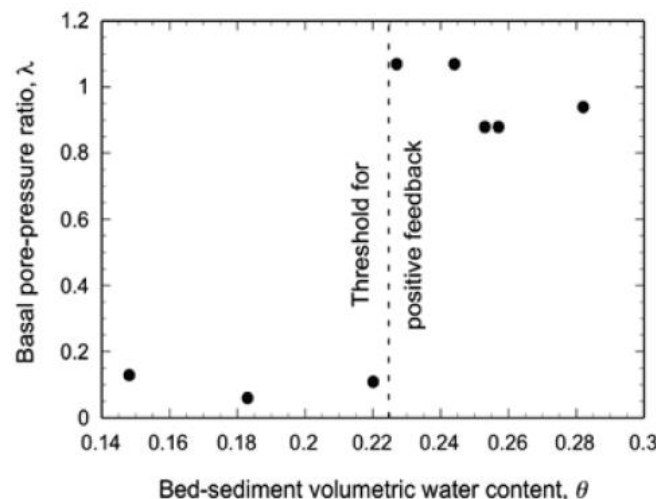 1.2
1
0.8
0.6
0.4
0.2
0
Basal pore-pressure ratio, λ
Threshold for
positive feedback
0.14 0.16 0.18 0.2 0.22 0.24 0.26 0.28 0.3
Bed-sediment volumetric water content, θ